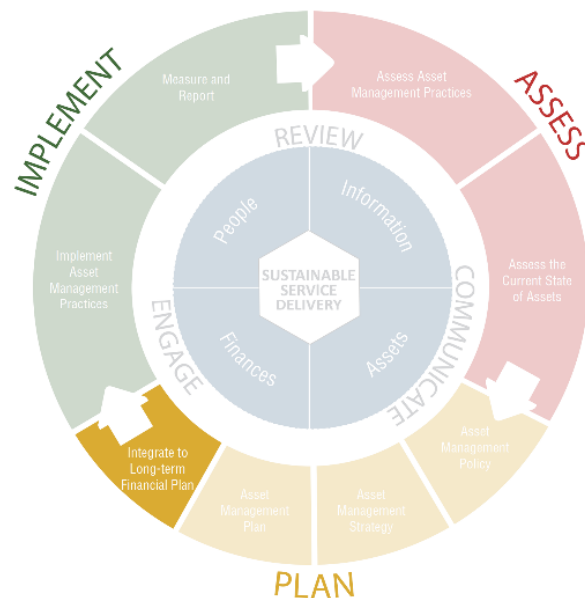 IMPLEMENT
ASSESS
PLAN
Measure and
Report
Assess Asset
Management Practices
Assess the
Current State
of Assets
Asset
Management
Policy
Asset
Management
Strategy
Asset
Management
Plan
Integrate to
Long-term
Financial Plan
Implement
Asset
Management
Practices
REVIEW
COMMUNICATE
ENGAGE
People
Information
Assets
Finances
SUSTAINABLE
SERVICE
DELIVERY